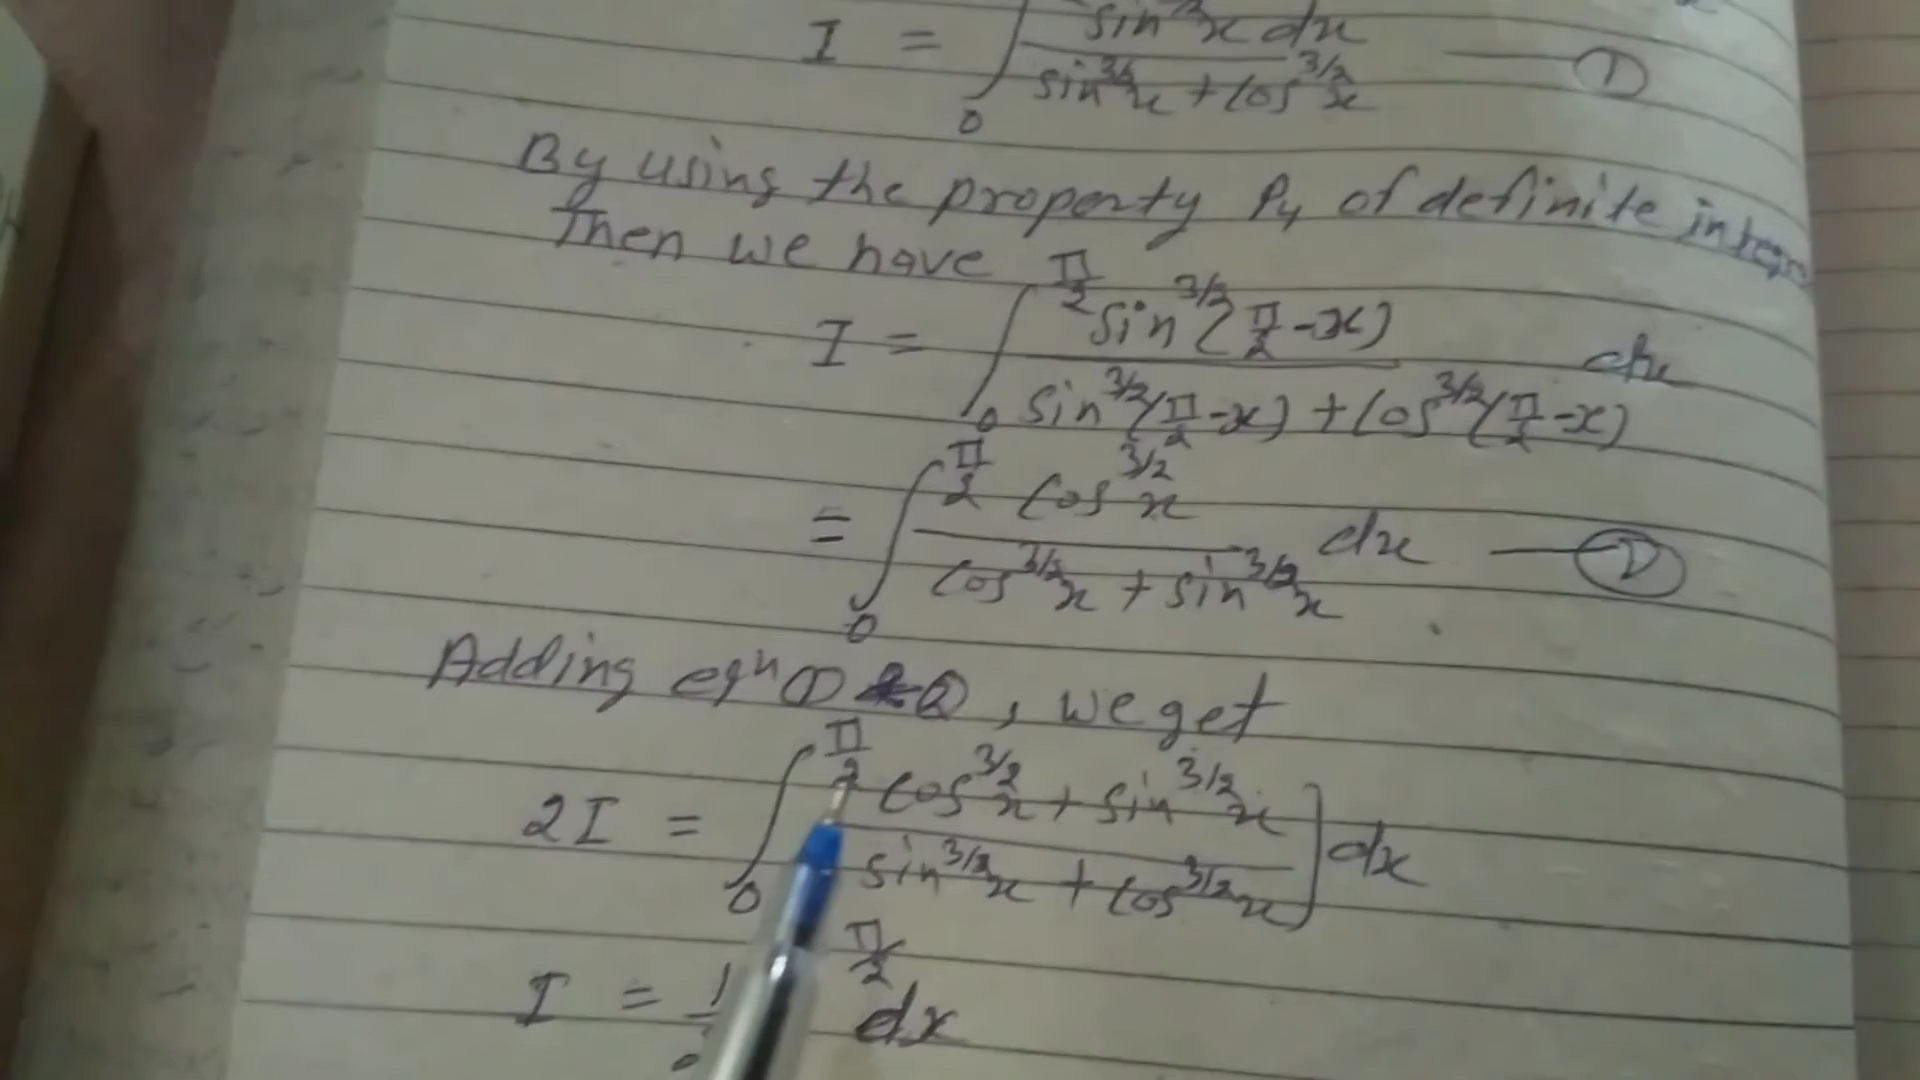 I = ∫₀ sin x dx / sin^3/2 x + cos^3/2 x — ①
By using the property P₄ of definite
Then we have
I = ∫₀^π/2 sin^3/2(π/2-x) / sin^3/2(π/2-x) + cos^3/2(π/2-x) dx
= ∫₀^π/2 cos^3/2 x / cos^3/2 x + sin^3/2 x dx — ②
Adding eqⁿ ① & ②, we get
2I = ∫₀^π/2 cos^3/2 x + sin^3/2 x / sin^3/2 x + cos^3/2 x] dx
I = 1 π/2 dx